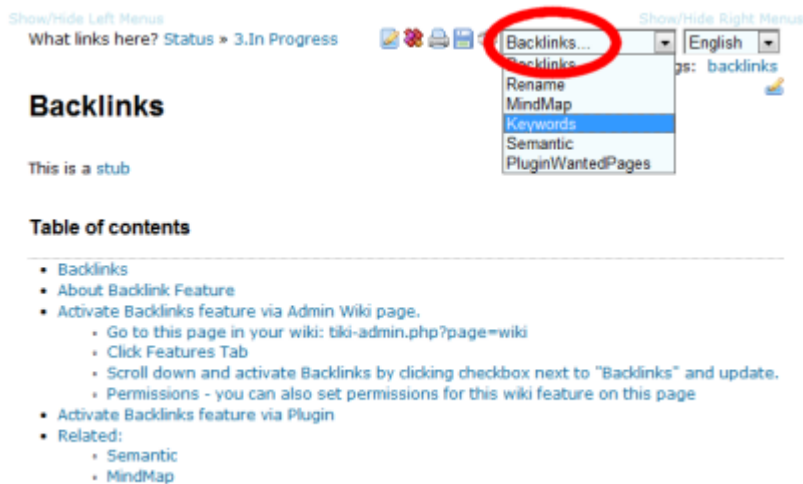 Show/Hide Left Menus
Show/Hide Right Menus
What links here? Status » 3.In Progress
Backlinks...
English
Backlinks...
gs: backlinks
Rename
MindMap
Keywords
Semantic
PluginWantedPages
Backlinks
This is a stub
Table of contents
Backlinks
About Backlink Feature
Activate Backlinks feature via Admin Wiki page.
Go to this page in your wiki: tiki-admin.php?page=wiki
Click Features Tab
Scroll down and activate Backlinks by clicking checkbox next to "Backlinks" and update.
Permissions - you can also set permissions for this wiki feature on this page
Activate Backlinks feature via Plugin
Related:
Semantic
MindMap